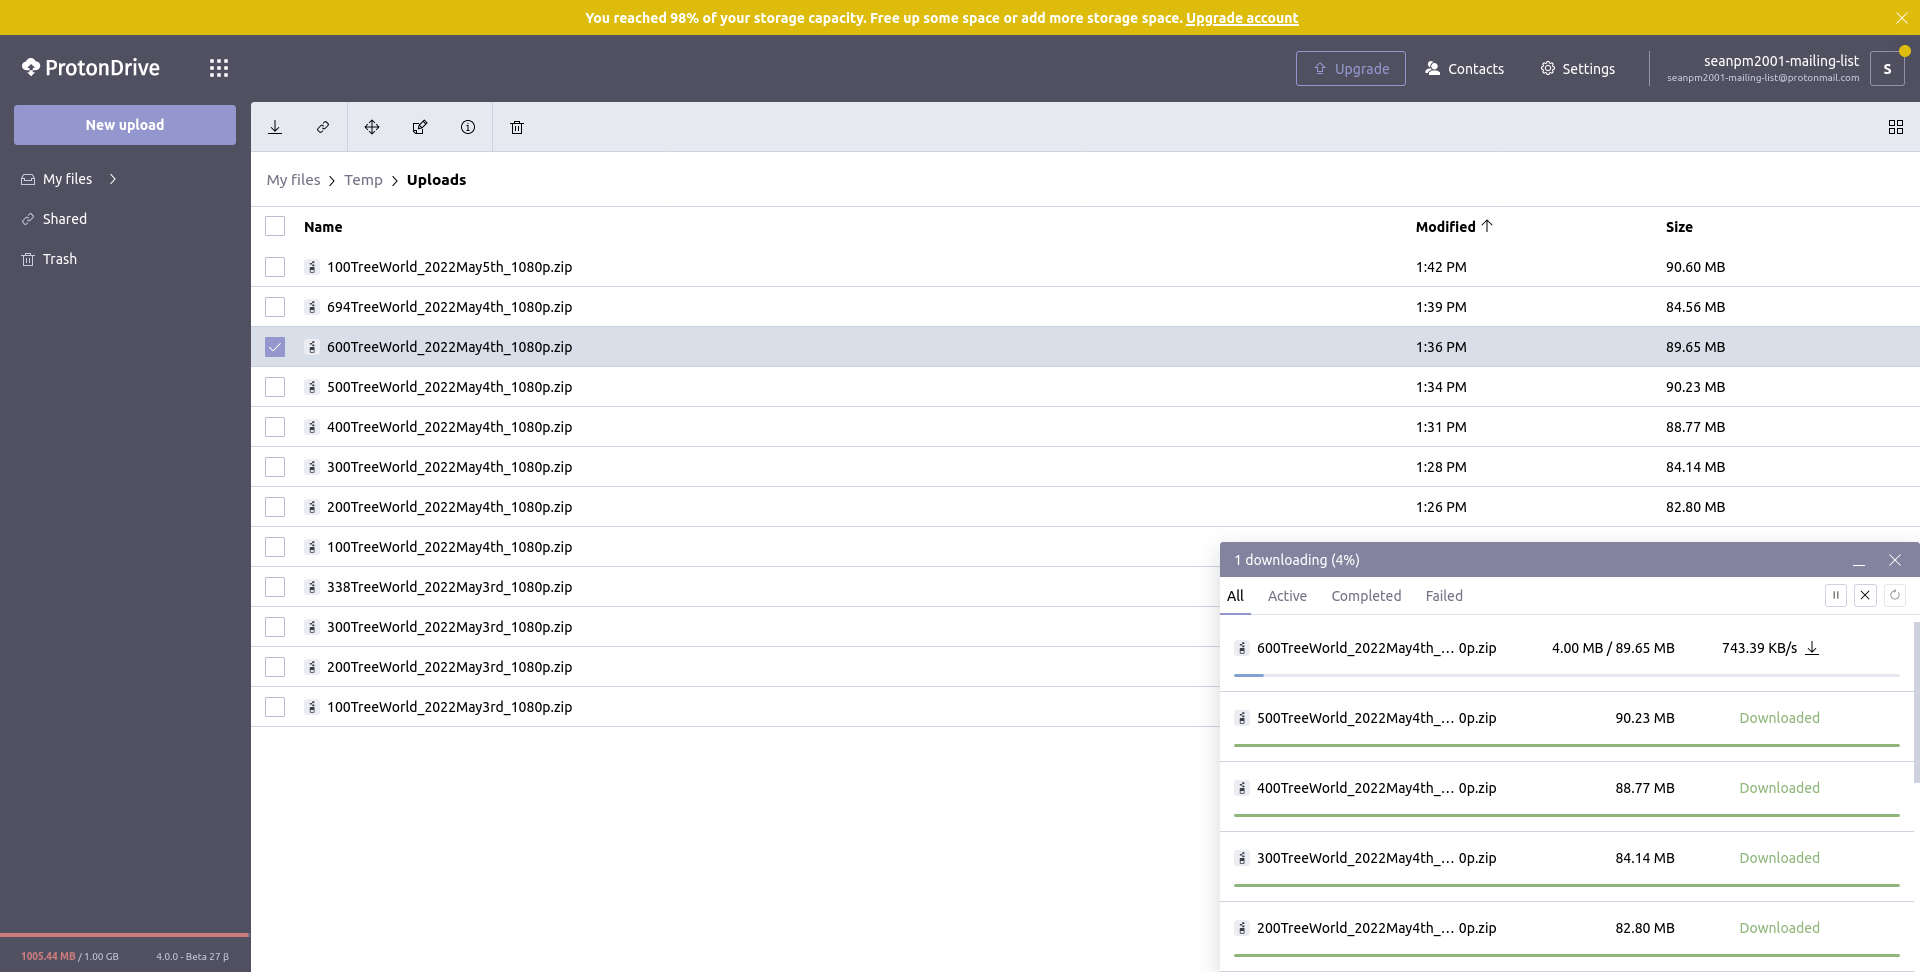 You reached 98% of your storage capacity. Free up some space or add more storage space. Upgrade account
ProtonDrive
Upgrade
Contacts
Settings
seanpm2001-mailing-list
seanpm2001-mailing-list@protonmail.com
S
New upload
My files
Shared
Trash
My files > Temp > Uploads
Name Modified Size
100TreeWorld_2022May5th_1080p.zip 1:42 PM 90.60 MB
694TreeWorld_2022May4th_1080p.zip 1:39 PM 84.56 MB
600TreeWorld_2022May4th_1080p.zip 1:36 PM 89.65 MB
500TreeWorld_2022May4th_1080p.zip 1:34 PM 90.23 MB
400TreeWorld_2022May4th_1080p.zip 1:31 PM 88.77 MB
300TreeWorld_2022May4th_1080p.zip 1:28 PM 84.14 MB
200TreeWorld_2022May4th_1080p.zip 1:26 PM 82.80 MB
100TreeWorld_2022May4th_1080p.zip
338TreeWorld_2022May3rd_1080p.zip
300TreeWorld_2022May3rd_1080p.zip
200TreeWorld_2022May3rd_1080p.zip
100TreeWorld_2022May3rd_1080p.zip
1 downloading (4%)
All Active Completed Failed
600TreeWorld_2022May4th_… 0p.zip 4.00 MB / 89.65 MB 743.39 KB/s
500TreeWorld_2022May4th_… 0p.zip 90.23 MB Downloaded
400TreeWorld_2022May4th_… 0p.zip 88.77 MB Downloaded
300TreeWorld_2022May4th_… 0p.zip 84.14 MB Downloaded
200TreeWorld_2022May4th_… 0p.zip 82.80 MB Downloaded
1005.44 MB / 1.00 GB 4.0.0 - Beta 27 β